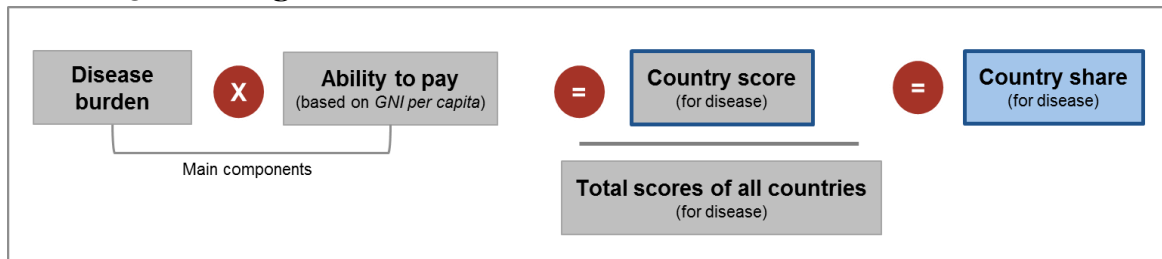 Disease
burden
X
Ability to pay
(based on GNI per capita)
=
Country score
(for disease)
=
Country share
(for disease)
Main components
Total scores of all countries
(for disease)